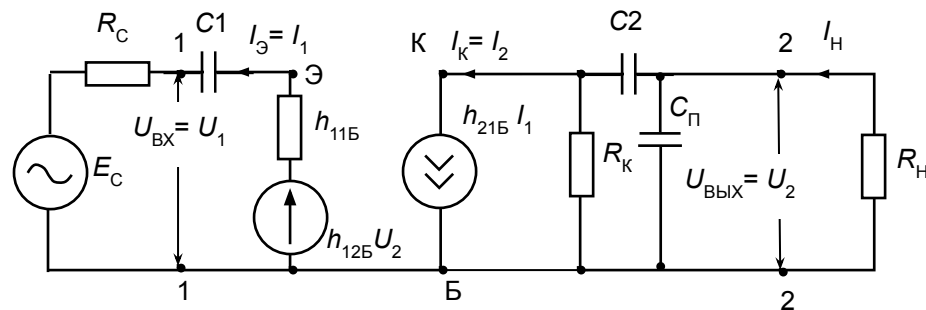 R_С
C1
1
I_Э= I_1
Э
К
I_К= I_2
C2
2
I_Н
U_ВХ= U_1
h_11Б
h_21Б I_1
C_П
R_К
E_С
U_ВЫХ= U_2
R_Н
h_12Б U_2
1
Б
2